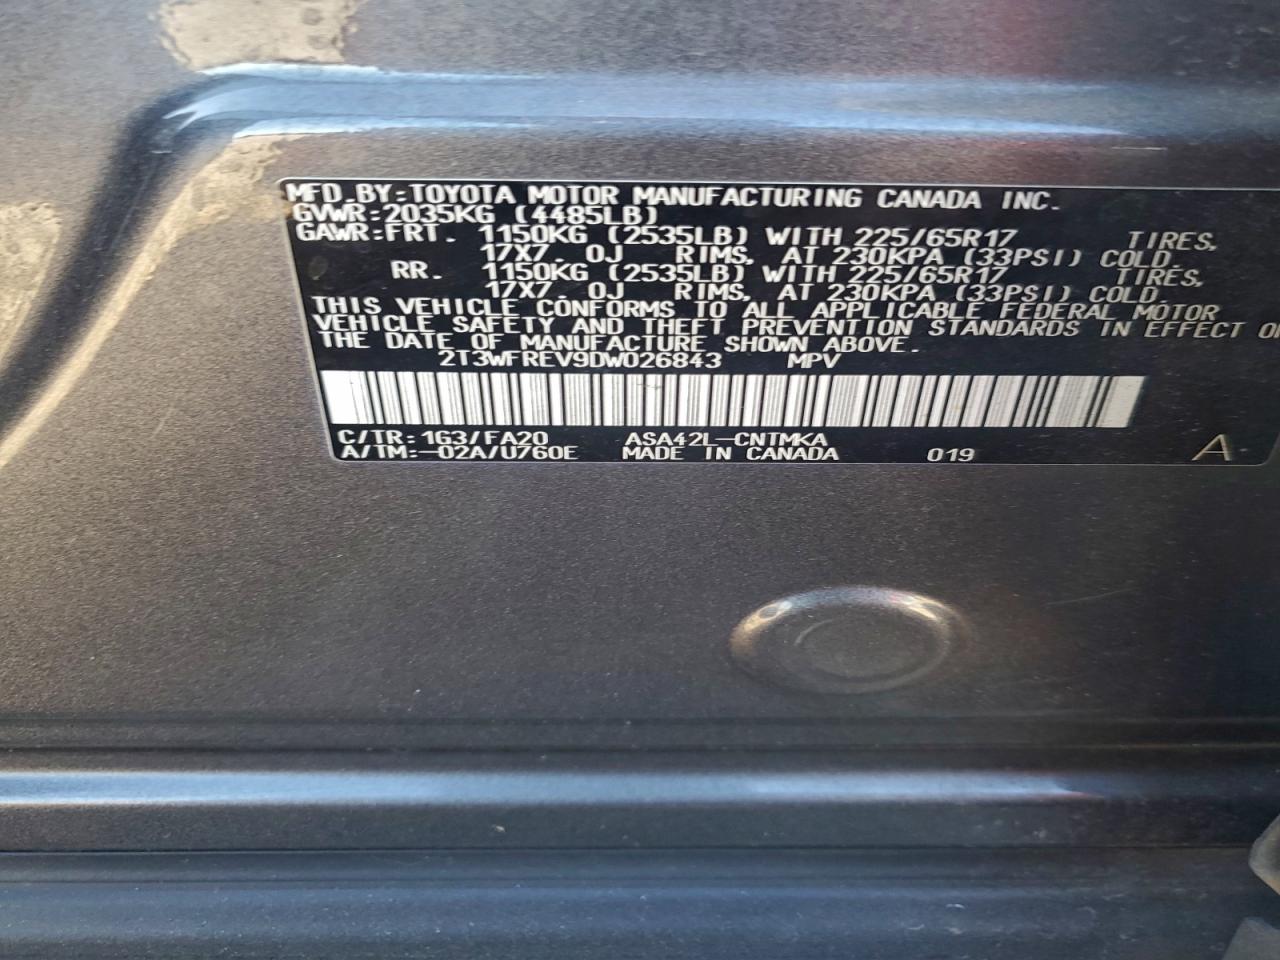 MFD. BY: TOYOTA MOTOR MANUFACTURING CANADA INC.
GVWR: 2035KG (4485LB)
GAWR: FRT. 1150KG (2535LB) WITH 225/65R17 TIRES,
17X7.0J RIMS, AT 230KPA (33PSI) COLD.
RR. 1150KG (2535LB) WITH 225/65R17 TIRES,
17X7.0J RIMS, AT 230KPA (33PSI) COLD.
THIS VEHICLE CONFORMS TO ALL APPLICABLE FEDERAL MOTOR
VEHICLE SAFETY AND THEFT PREVENTION STANDARDS IN EFFECT
THE DATE OF MANUFACTURE SHOWN ABOVE.
2T3WFREV9DW026843 MPV
C/TR: 1G3/FA20 ASA42L-CNTMKA
A/TM: -02A/U760E MADE IN CANADA 019 A